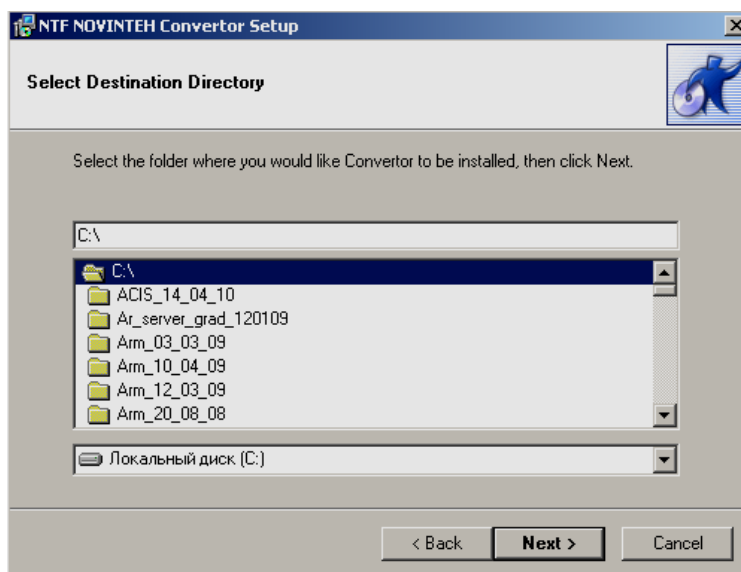 NTF NOVINTEH Convertor Setup
Select Destination Directory
Select the folder where you would like Convertor to be installed, then click Next.
C:\
C:\
ACIS_14_04_10
Ar_server_grad_120109
Arm_03_03_09
Arm_10_04_09
Arm_12_03_09
Arm_20_08_08
Локальный диск (C:)
< Back Next > Cancel